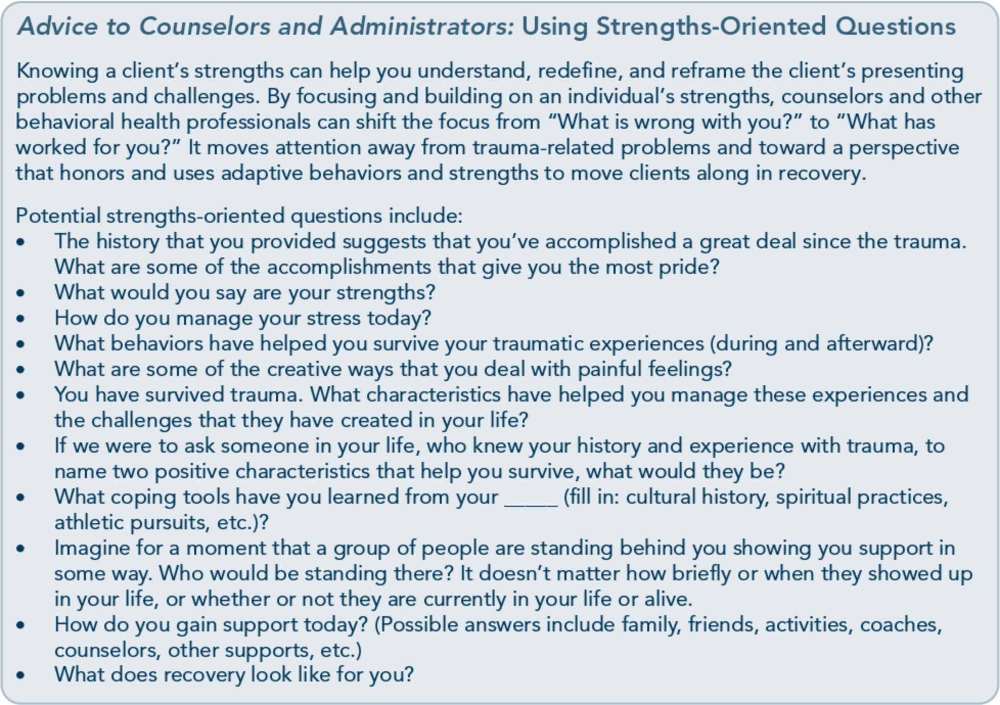 Advice to Counselors and Administrators: Using Strengths-Oriented Questions
Knowing a client’s strengths can help you understand, redefine, and reframe the client’s presenting
problems and challenges. By focusing and building on an individual’s strengths, counselors and other
behavioral health professionals can shift the focus from “What is wrong with you?” to “What has
worked for you?” It moves attention away from trauma-related problems and toward a perspective
that honors and uses adaptive behaviors and strengths to move clients along in recovery.
Potential strengths-oriented questions include:
• The history that you provided suggests that you’ve accomplished a great deal since the trauma.
What are some of the accomplishments that give you the most pride?
• What would you say are your strengths?
• How do you manage your stress today?
• What behaviors have helped you survive your traumatic experiences (during and afterward)?
• What are some of the creative ways that you deal with painful feelings?
• You have survived trauma. What characteristics have helped you manage these experiences and
the challenges that they have created in your life?
• If we were to ask someone in your life, who knew your history and experience with trauma, to
name two positive characteristics that help you survive, what would they be?
• What coping tools have you learned from your _____ (fill in: cultural history, spiritual practices,
athletic pursuits, etc.)?
• Imagine for a moment that a group of people are standing behind you showing you support in
some way. Who would be standing there? It doesn’t matter how briefly or when they showed up
in your life, or whether or not they are currently in your life or alive.
• How do you gain support today? (Possible answers include family, friends, activities, coaches,
counselors, other supports, etc.)
• What does recovery look like for you?